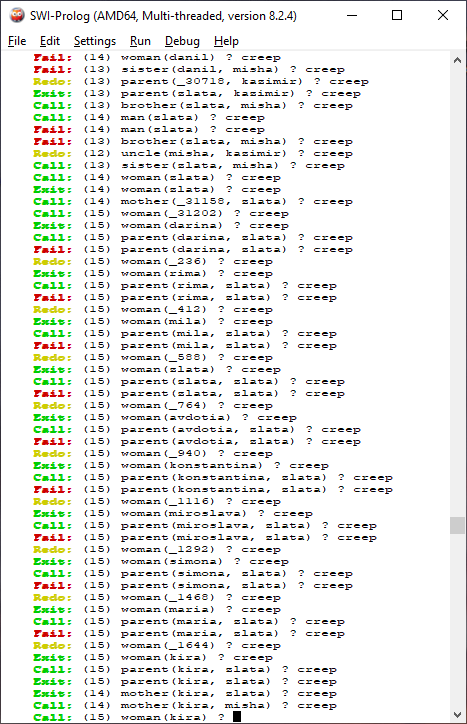 SWI-Prolog (AMD64, Multi-threaded, version 8.2.4)
File Edit Settings Run Debug Help
Fail: (14) woman(danil) ? creep
Fail: (13) sister(danil, misha) ? creep
Redo: (13) parent(_30718, kazimir) ? creep
Exit: (13) parent(zlata, kazimir) ? creep
Call: (13) brother(zlata, misha) ? creep
Call: (14) man(zlata) ? creep
Fail: (14) man(zlata) ? creep
Fail: (13) brother(zlata, misha) ? creep
Redo: (12) uncle(misha, kazimir) ? creep
Call: (13) sister(zlata, misha) ? creep
Call: (14) woman(zlata) ? creep
Exit: (14) woman(zlata) ? creep
Call: (14) mother(_31158, zlata) ? creep
Call: (15) woman(_31202) ? creep
Exit: (15) woman(darina) ? creep
Call: (15) parent(darina, zlata) ? creep
Fail: (15) parent(darina, zlata) ? creep
Redo: (15) woman(_236) ? creep
Exit: (15) woman(rima) ? creep
Call: (15) parent(rima, zlata) ? creep
Fail: (15) parent(rima, zlata) ? creep
Redo: (15) woman(_412) ? creep
Exit: (15) woman(mila) ? creep
Call: (15) parent(mila, zlata) ? creep
Fail: (15) parent(mila, zlata) ? creep
Redo: (15) woman(_588) ? creep
Exit: (15) woman(zlata) ? creep
Call: (15) parent(zlata, zlata) ? creep
Fail: (15) parent(zlata, zlata) ? creep
Redo: (15) woman(_764) ? creep
Exit: (15) woman(avdotia) ? creep
Call: (15) parent(avdotia, zlata) ? creep
Fail: (15) parent(avdotia, zlata) ? creep
Redo: (15) woman(_940) ? creep
Exit: (15) woman(konstantina) ? creep
Call: (15) parent(konstantina, zlata) ? creep
Fail: (15) parent(konstantina, zlata) ? creep
Redo: (15) woman(_1116) ? creep
Exit: (15) woman(miroslava) ? creep
Call: (15) parent(miroslava, zlata) ? creep
Fail: (15) parent(miroslava, zlata) ? creep
Redo: (15) woman(_1292) ? creep
Exit: (15) woman(simona) ? creep
Call: (15) parent(simona, zlata) ? creep
Fail: (15) parent(simona, zlata) ? creep
Redo: (15) woman(_1468) ? creep
Exit: (15) woman(maria) ? creep
Call: (15) parent(maria, zlata) ? creep
Fail: (15) parent(maria, zlata) ? creep
Redo: (15) woman(_1644) ? creep
Exit: (15) woman(kira) ? creep
Call: (15) parent(kira, zlata) ? creep
Exit: (15) parent(kira, zlata) ? creep
Exit: (14) mother(kira, zlata) ? creep
Call: (14) mother(kira, misha) ? creep
Call: (15) woman(kira) ?